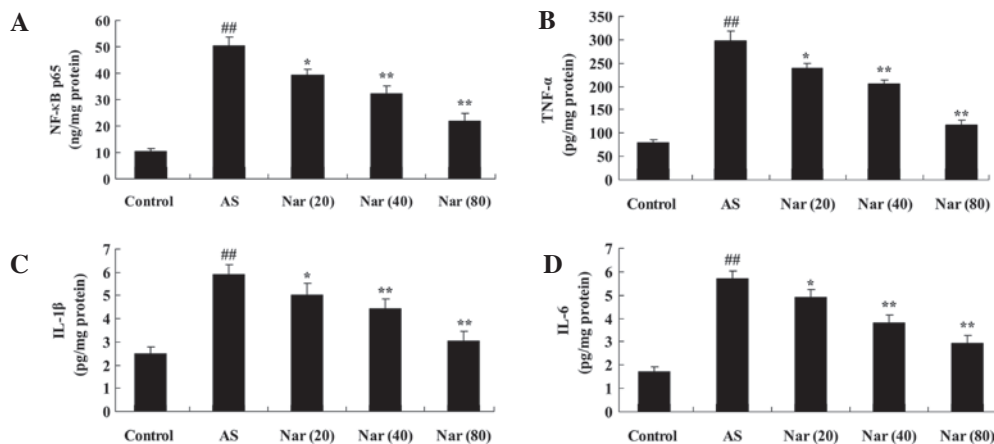 A
NF-κB p65
(ng/mg protein)
60
50
40
30
20
10
0
##
*
**
**
Control AS Nar (20) Nar (40) Nar (80)
B
TNF-α
(pg/mg protein)
350
300
250
200
150
100
50
0
##
*
**
**
Control AS Nar (20) Nar (40) Nar (80)
C
IL-1β
(pg/mg protein)
7
6
5
4
3
2
1
0
##
*
**
**
Control AS Nar (20) Nar (40) Nar (80)
D
IL-6
(pg/mg protein)
7
6
5
4
3
2
1
0
##
*
**
**
Control AS Nar (20) Nar (40) Nar (80)